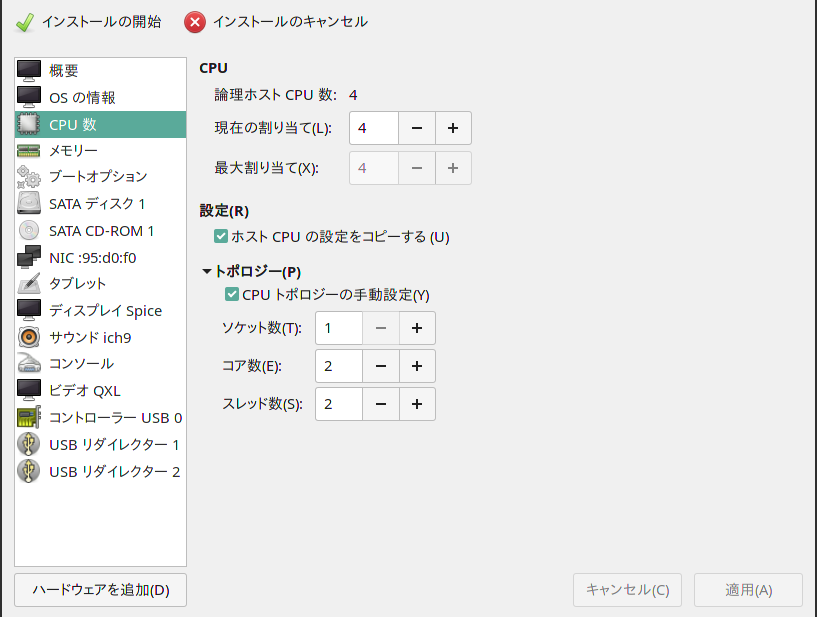 インストールの開始 インストールのキャンセル
概要
OS の情報
CPU 数
メモリー
ブートオプション
SATA ディスク 1
SATA CD-ROM 1
NIC :95:d0:f0
タブレット
ディスプレイ Spice
サウンド ich9
コンソール
ビデオ QXL
コントローラー USB 0
USB リダイレクター 1
USB リダイレクター 2
ハードウェアを追加(D)
CPU
論理ホスト CPU 数: 4
現在の割り当て(L): 4 − +
最大割り当て(X): 4 − +
設定(R)
ホスト CPU の設定をコピーする (U)
トポロジー(P)
CPU トポロジーの手動設定(Y)
ソケット数(T): 1 − +
コア数(E): 2 − +
スレッド数(S): 2 − +
キャンセル(C) 適用(A)